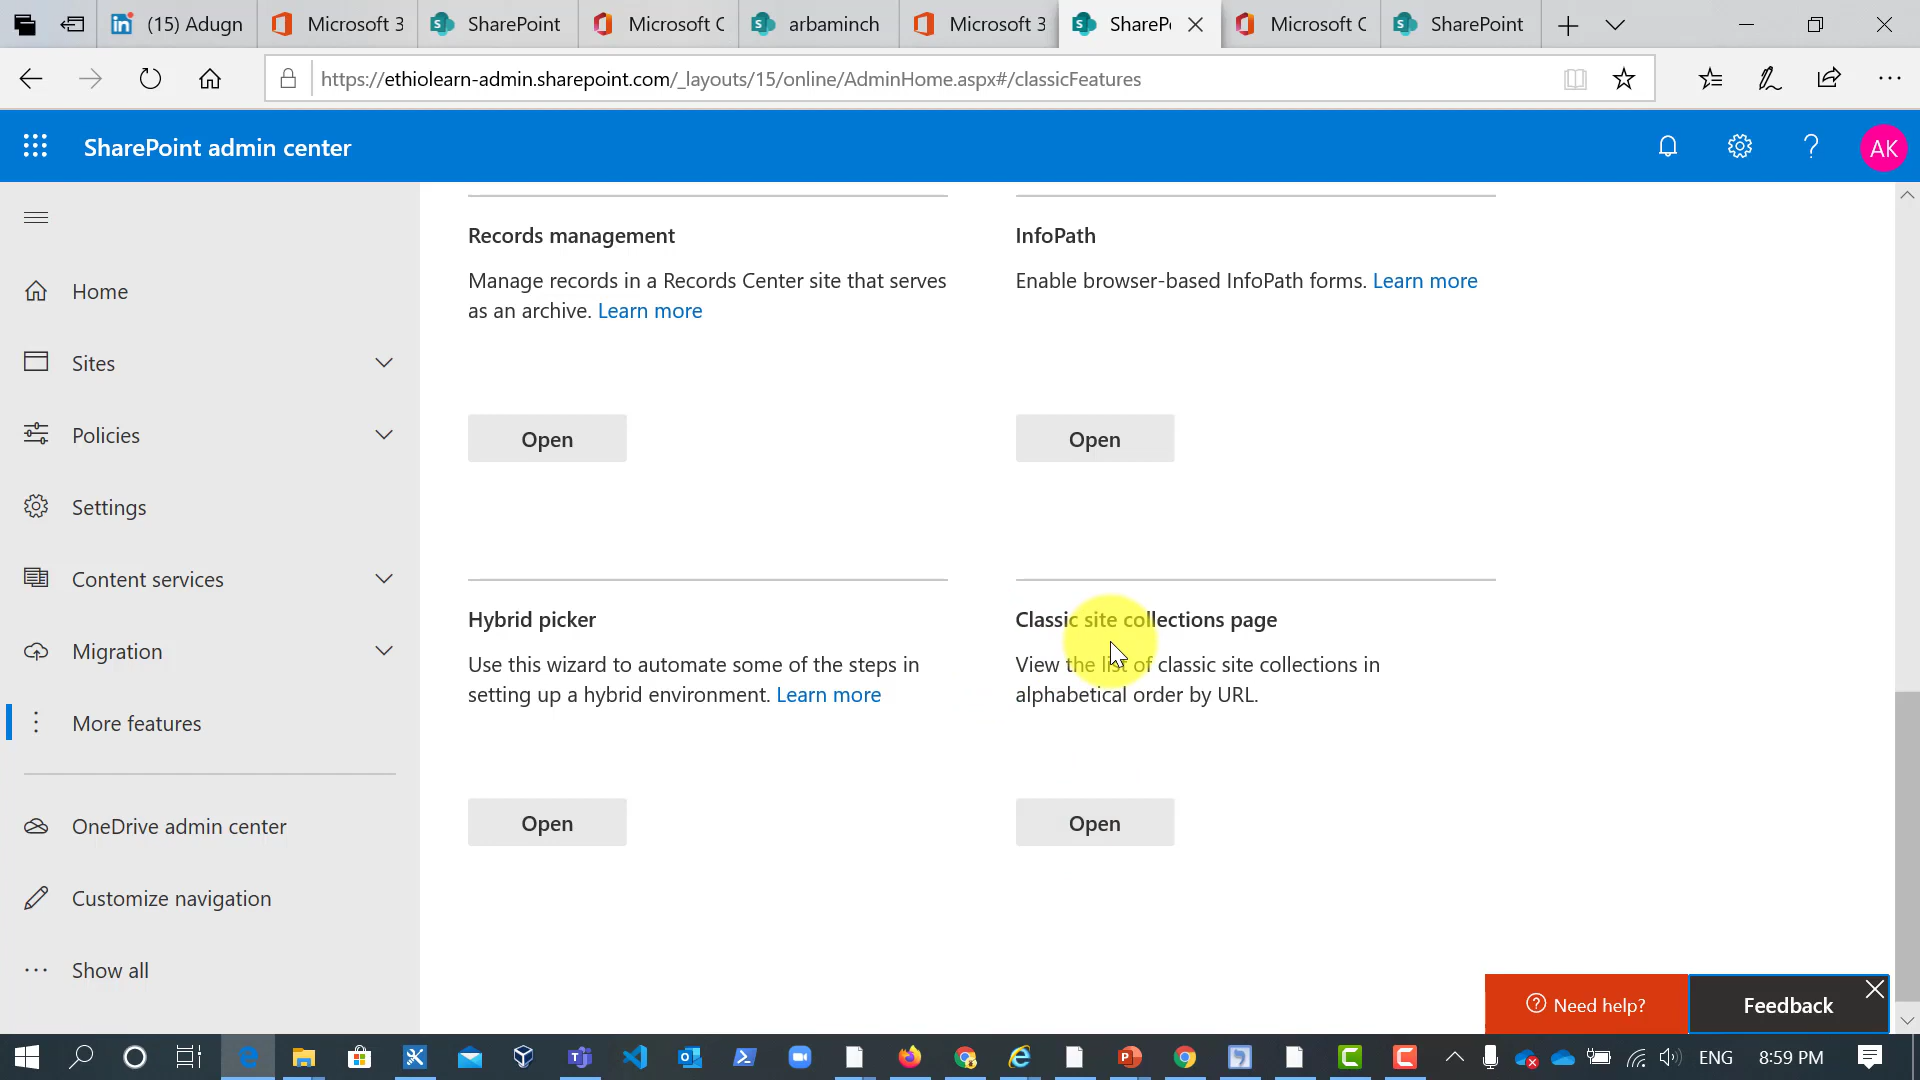 (15) Adugn
Microsoft 3
SharePoint
Microsoft C
arbaminch
Microsoft 3
SharePo
Microsoft C
SharePoint
https://ethiolearn-admin.sharepoint.com/_layouts/15/online/AdminHome.aspx#/classicFeatures
SharePoint admin center
AK
Home
Sites
Policies
Settings
Content services
Migration
More features
OneDrive admin center
Customize navigation
Show all
Records management
Manage records in a Records Center site that serves
as an archive. Learn more
Open
InfoPath
Enable browser-based InfoPath forms. Learn more
Open
Hybrid picker
Use this wizard to automate some of the steps in
setting up a hybrid environment. Learn more
Open
Classic site collections page
View the list of classic site collections in
alphabetical order by URL.
Open
Need help?
Feedback
ENG
8:59 PM